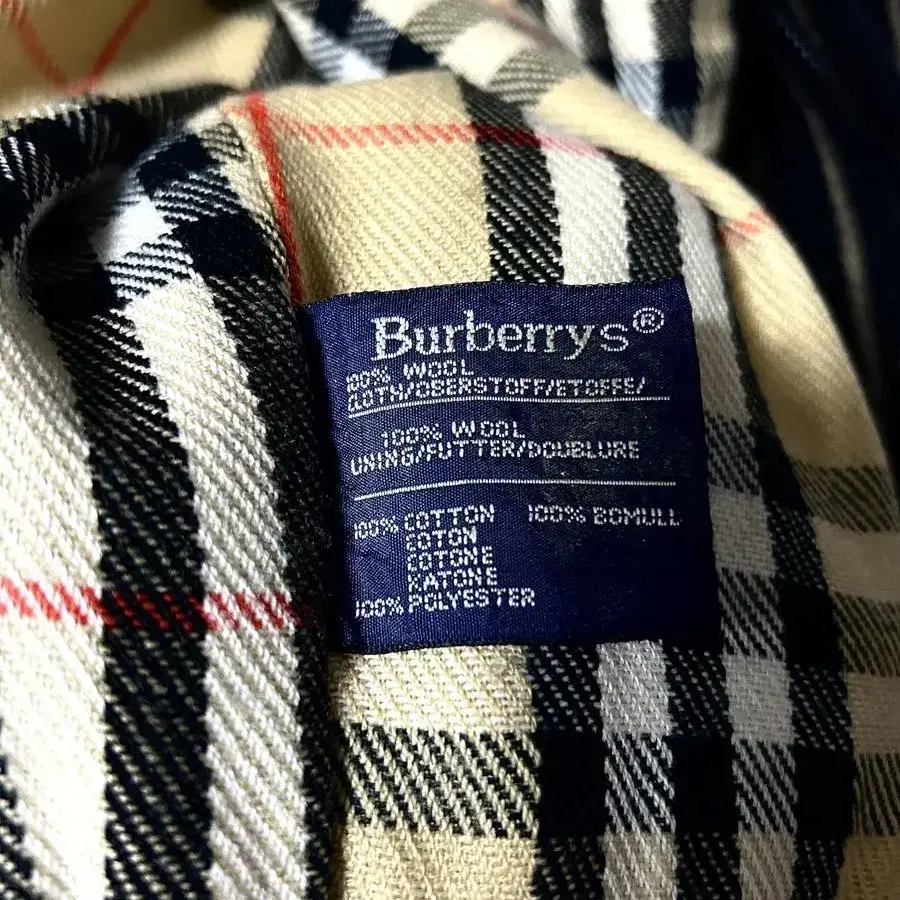 Burberrys®
100% WOOL
CLOTH/OBERSTOFF/ETOFFE/
100% WOOL
LINING/FUTTER/DOUBLURE
100% COTTON 100% BOMULL
COTON
COTONE
KATONE
100% POLYESTER